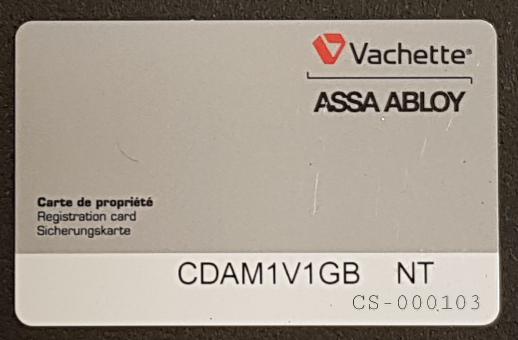 Vachette®
ASSA ABLOY
Carte de propriété
Registration card
Sicherungskarte
CDAM1V1GB NT
CS-000103